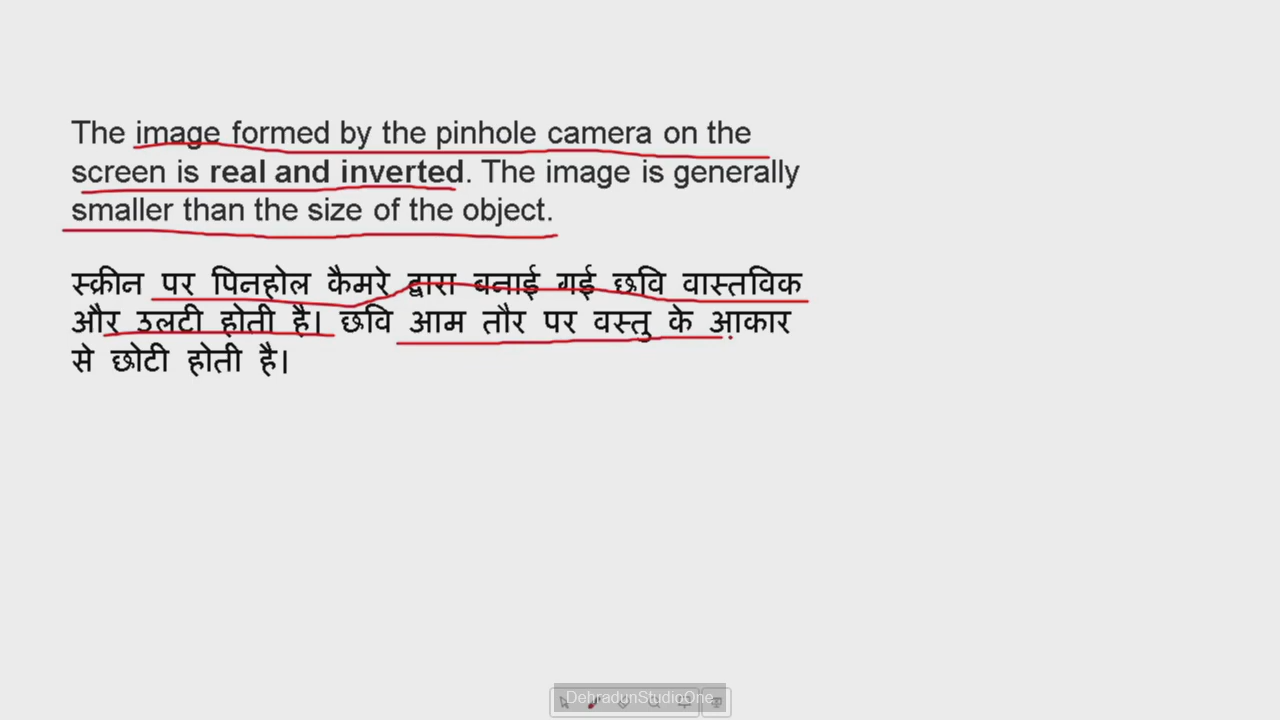 The image formed by the pinhole camera on the
screen is real and inverted. The image is generally
smaller than the size of the object.
स्क्रीन पर पिनहोल कैमरे द्वारा बनाई गई छवि वास्तविक
और उलटी होती है। छवि आम तौर पर वस्तु के आकार
से छोटी होती है।
DehradunStudioOne